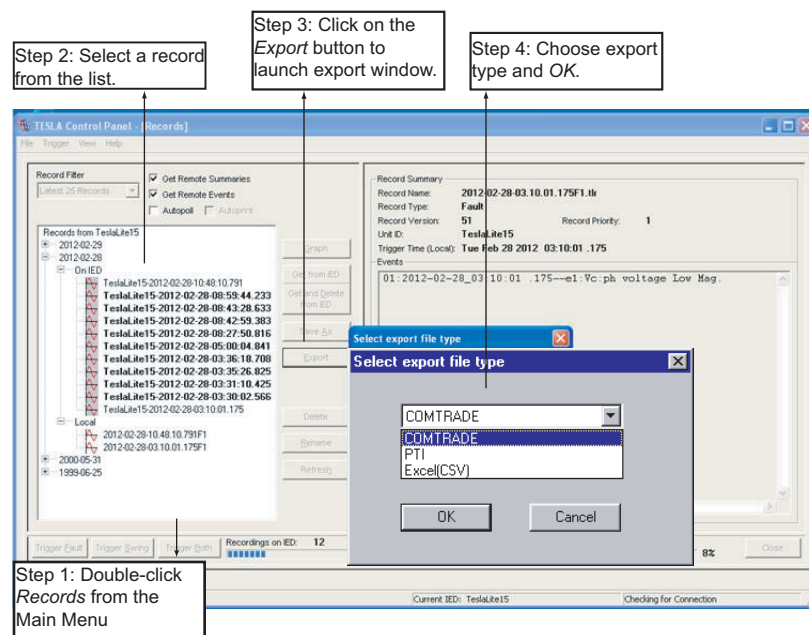 Step 3: Click on the
Export button to
launch export window.
Step 2: Select a record
from the list.
Step 4: Choose export
type and OK.
TESLA Control Panel - [Records]
File Trigger View Help
Record Filter
Latest 25 Records
Get Remote Summaries
Get Remote Events
Autopoll
Autoprint
Records from TeslaLite15
2012-02-29
2012-02-28
On IED
TeslaLite15-2012-02-28-10:48:10.791
TeslaLite15-2012-02-28-08:59:44.233
TeslaLite15-2012-02-28-08:43:28.633
TeslaLite15-2012-02-28-08:42:59.383
TeslaLite15-2012-02-28-08:27:50.816
TeslaLite15-2012-02-28-05:00:04.841
TeslaLite15-2012-02-28-03:36:18.708
TeslaLite15-2012-02-28-03:35:26.825
TeslaLite15-2012-02-28-03:31:10.425
TeslaLite15-2012-02-28-03:30:02.566
TeslaLite15-2012-02-28-03:10:01.175
Local
2012-02-28-10.48.10.791F1
2012-02-28-03.10.01.175F1
2000-05-31
1999-06-25
Graph
Get from IED
Get and Delete
from IED
Save As
Export
Delete
Rename
Refresh
Record Summary
Record Name: 2012-02-28-03.10.01.175F1.tlr
Record Type: Fault
Record Version: 51 Record Priority: 1
Unit ID: TeslaLite15
Trigger Time (Local): Tue Feb 28 2012 03:10:01 .175
Events
01:2012-02-28_03:10:01 .175--e1:Vc:ph voltage Low Mag.
Select export file type
Select export file type
COMTRADE
COMTRADE
PTI
Excel(CSV)
OK
Cancel
Trigger Fault
Trigger Swing
Trigger Both
Recordings on IED: 12
8%
Close
Step 1: Double-click
Records from the
Main Menu
Current IED: TeslaLite15
Checking for Connection